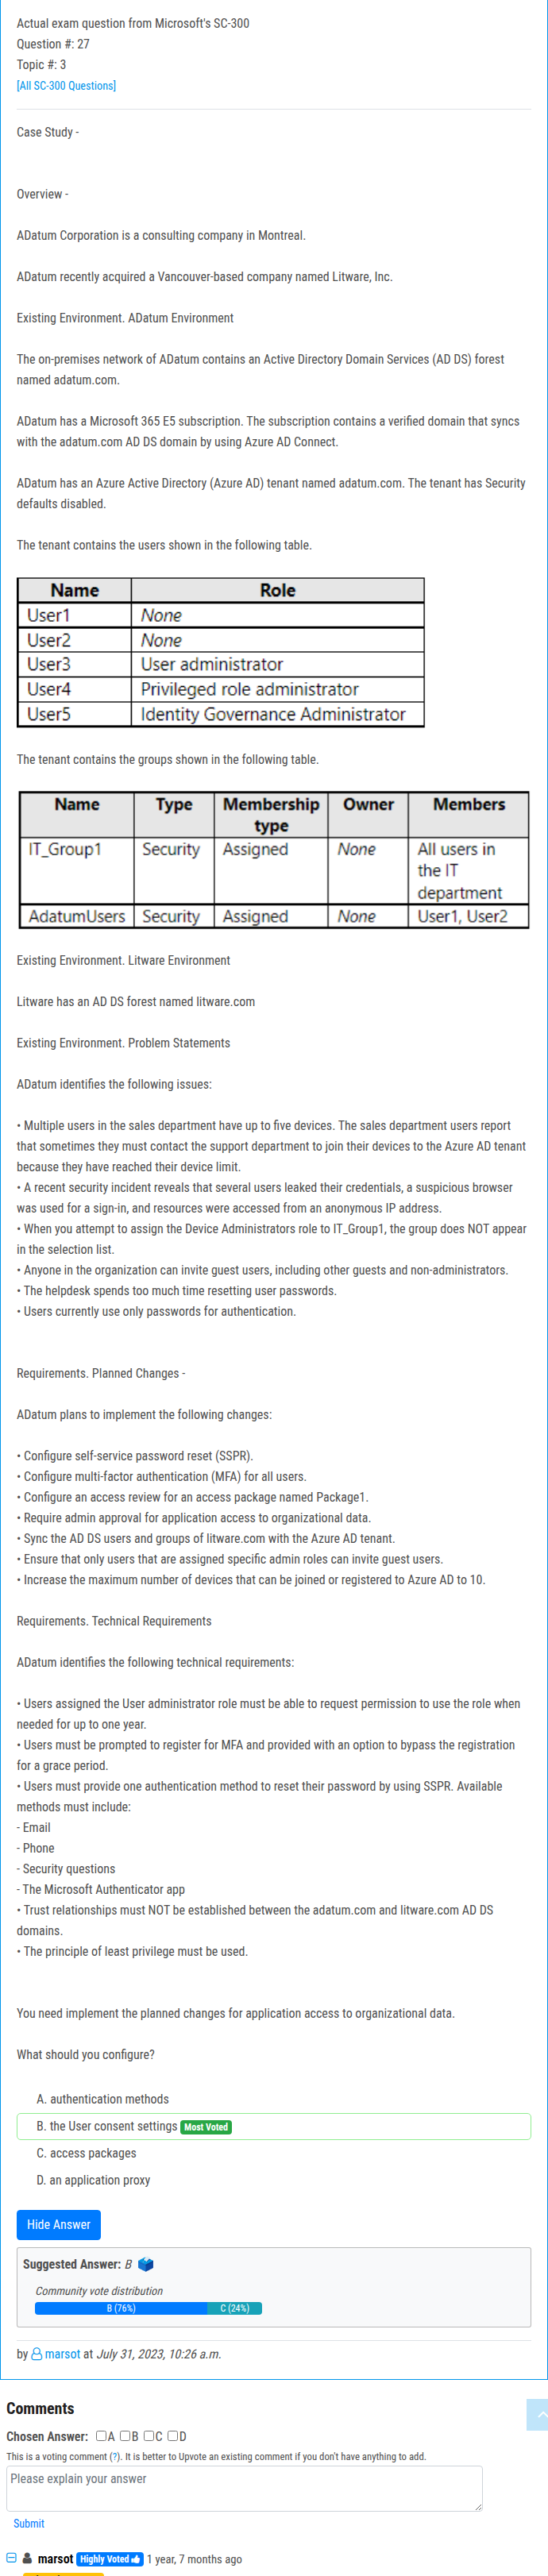 Actual exam question from Microsoft's SC-300
Question #: 27
Topic #: 3
[All SC-300 Questions]
Case Study -
Overview -
ADatum Corporation is a consulting company in Montreal.
ADatum recently acquired a Vancouver-based company named Litware, Inc.
Existing Environment. ADatum Environment
The on-premises network of ADatum contains an Active Directory Domain Services (AD DS) forest
named adatum.com.
ADatum has a Microsoft 365 E5 subscription. The subscription contains a verified domain that syncs
with the adatum.com AD DS domain by using Azure AD Connect.
ADatum has an Azure Active Directory (Azure AD) tenant named adatum.com. The tenant has Security
defaults disabled.
The tenant contains the users shown in the following table.
Name Role
User1 None
User2 None
User3 User administrator
User4 Privileged role administrator
User5 Identity Governance Administrator
The tenant contains the groups shown in the following table.
Name Type Membership type Owner Members
IT_Group1 Security Assigned None All users in
the IT
department
AdatumUsers Security Assigned None User1, User2
Existing Environment. Litware Environment
Litware has an AD DS forest named litware.com
Existing Environment. Problem Statements
ADatum identifies the following issues:
• Multiple users in the sales department have up to five devices. The sales department users report
that sometimes they must contact the support department to join their devices to the Azure AD tenant
because they have reached their device limit.
• A recent security incident reveals that several users leaked their credentials, a suspicious browser
was used for a sign-in, and resources were accessed from an anonymous IP address.
• When you attempt to assign the Device Administrators role to IT_Group1, the group does NOT appear
in the selection list.
• Anyone in the organization can invite guest users, including other guests and non-administrators.
• The helpdesk spends too much time resetting user passwords.
• Users currently use only passwords for authentication.
Requirements. Planned Changes -
ADatum plans to implement the following changes:
• Configure self-service password reset (SSPR).
• Configure multi-factor authentication (MFA) for all users.
• Configure an access review for an access package named Package1.
• Require admin approval for application access to organizational data.
• Sync the AD DS users and groups of litware.com with the Azure AD tenant.
• Ensure that only users that are assigned specific admin roles can invite guest users.
• Increase the maximum number of devices that can be joined or registered to Azure AD to 10.
Requirements. Technical Requirements
ADatum identifies the following technical requirements:
• Users assigned the User administrator role must be able to request permission to use the role when
needed for up to one year.
• Users must be prompted to register for MFA and provided with an option to bypass the registration
for a grace period.
• Users must provide one authentication method to reset their password by using SSPR. Available
methods must include:
- Email
- Phone
- Security questions
- The Microsoft Authenticator app
• Trust relationships must NOT be established between the adatum.com and litware.com AD DS
domains.
• The principle of least privilege must be used.
You need implement the planned changes for application access to organizational data.
What should you configure?
A. authentication methods
B. the User consent settings Most Voted
C. access packages
D. an application proxy
Hide Answer
Suggested Answer: B
Community vote distribution
B (76%) C (24%)
by marsot at July 31, 2023, 10:26 a.m.
Comments
Chosen Answer: A B C D
This is a voting comment (?). It is better to Upvote an existing comment if you don't have anything to add.
Please explain your answer
Submit
marsot Highly Voted 1 year, 7 months ago